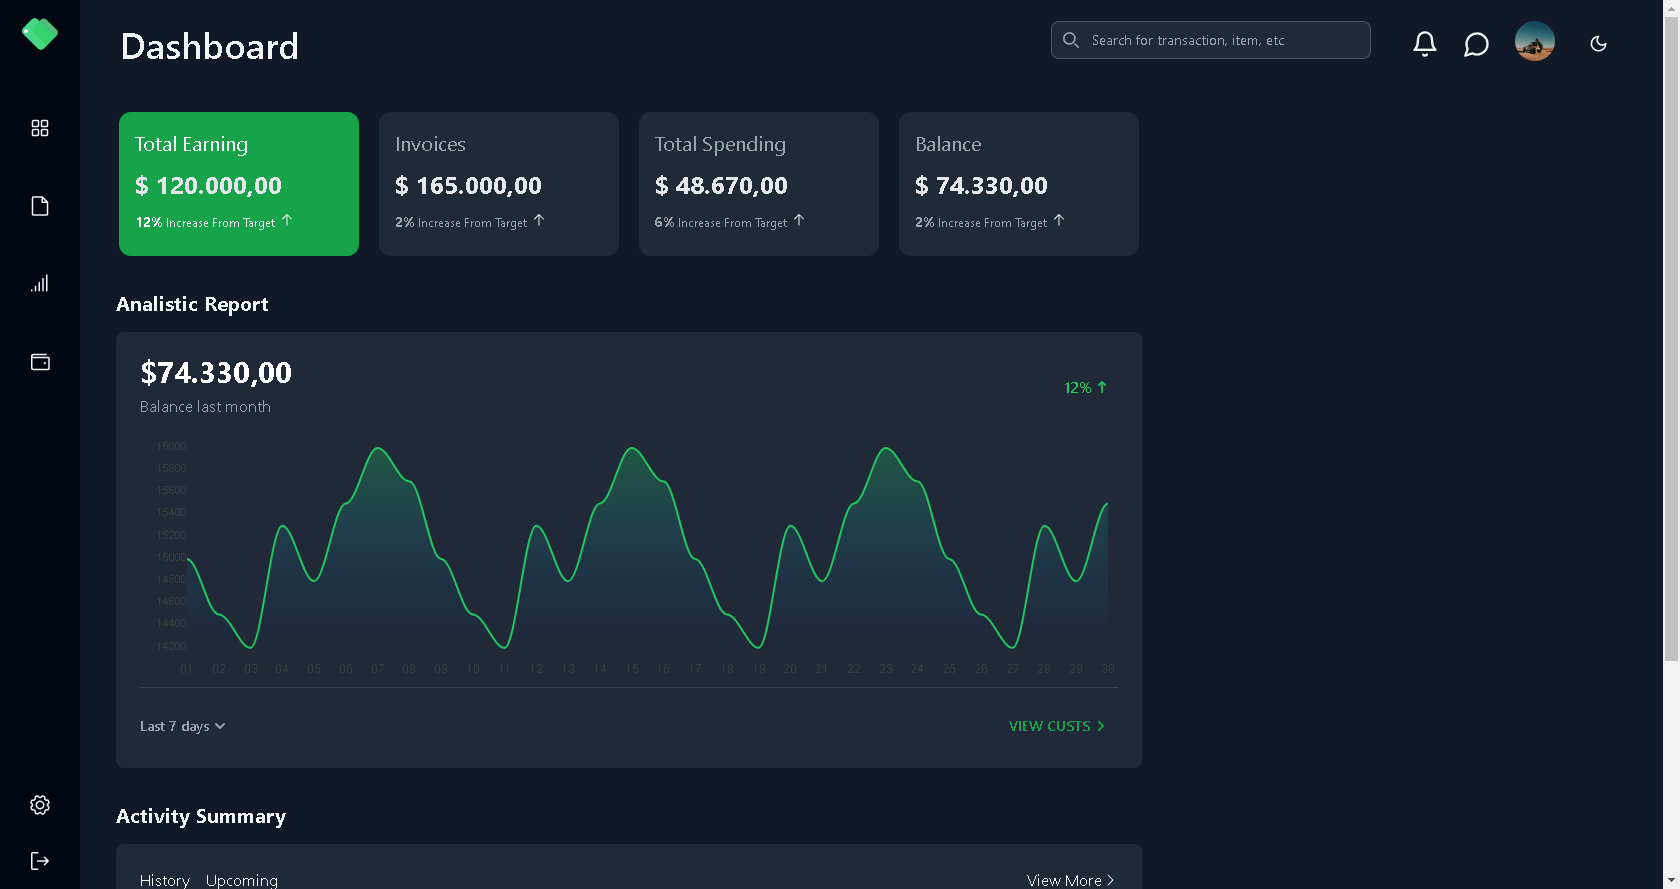 Dashboard
Search for transaction, item, etc
Total Earning
$ 120.000,00
12% Increase From Target
Invoices
$ 165.000,00
2% Increase From Target
Total Spending
$ 48.670,00
6% Increase From Target
Balance
$ 74.330,00
2% Increase From Target
Analistic Report
$74.330,00
12%
Balance last month
16000
15800
15600
15400
15200
15000
14800
14600
14400
14200
01 02 03 04 05 06 07 08 09 10 11 12 13 14 15 16 17 18 19 20 21 22 23 24 25 26 27 28 29 30
Last 7 days
VIEW CUSTS
Activity Summary
History Upcoming
View More